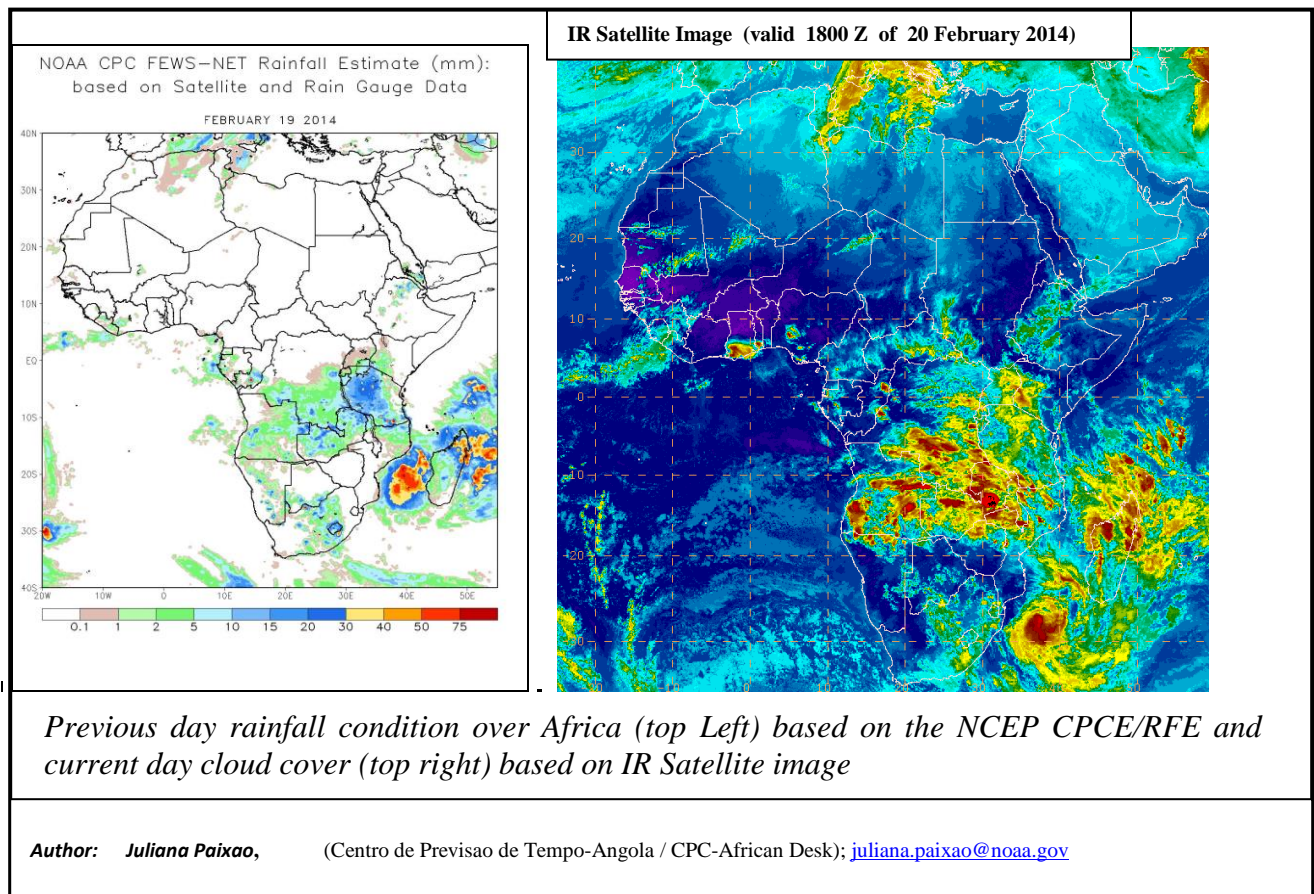 IR Satellite Image (valid 1800 Z of 20 February 2014)
NOAA CPC FEWS-NET Rainfall Estimate (mm):
based on Satellite and Rain Gauge Data
FEBRUARY 19 2014
40N
30N
20N
10N
EQ
10S
20S
30S
40S
20W 10W 0 10E 20E 30E 40E 50E
0.1 1 2 5 10 15 20 30 40 50 75
30
20
10
0
-10
-20
Previous day rainfall condition over Africa (top Left) based on the NCEP CPCE/RFE and
current day cloud cover (top right) based on IR Satellite image
Author: Juliana Paixao, (Centro de Previsao de Tempo-Angola / CPC-African Desk); juliana.paixao@noaa.gov